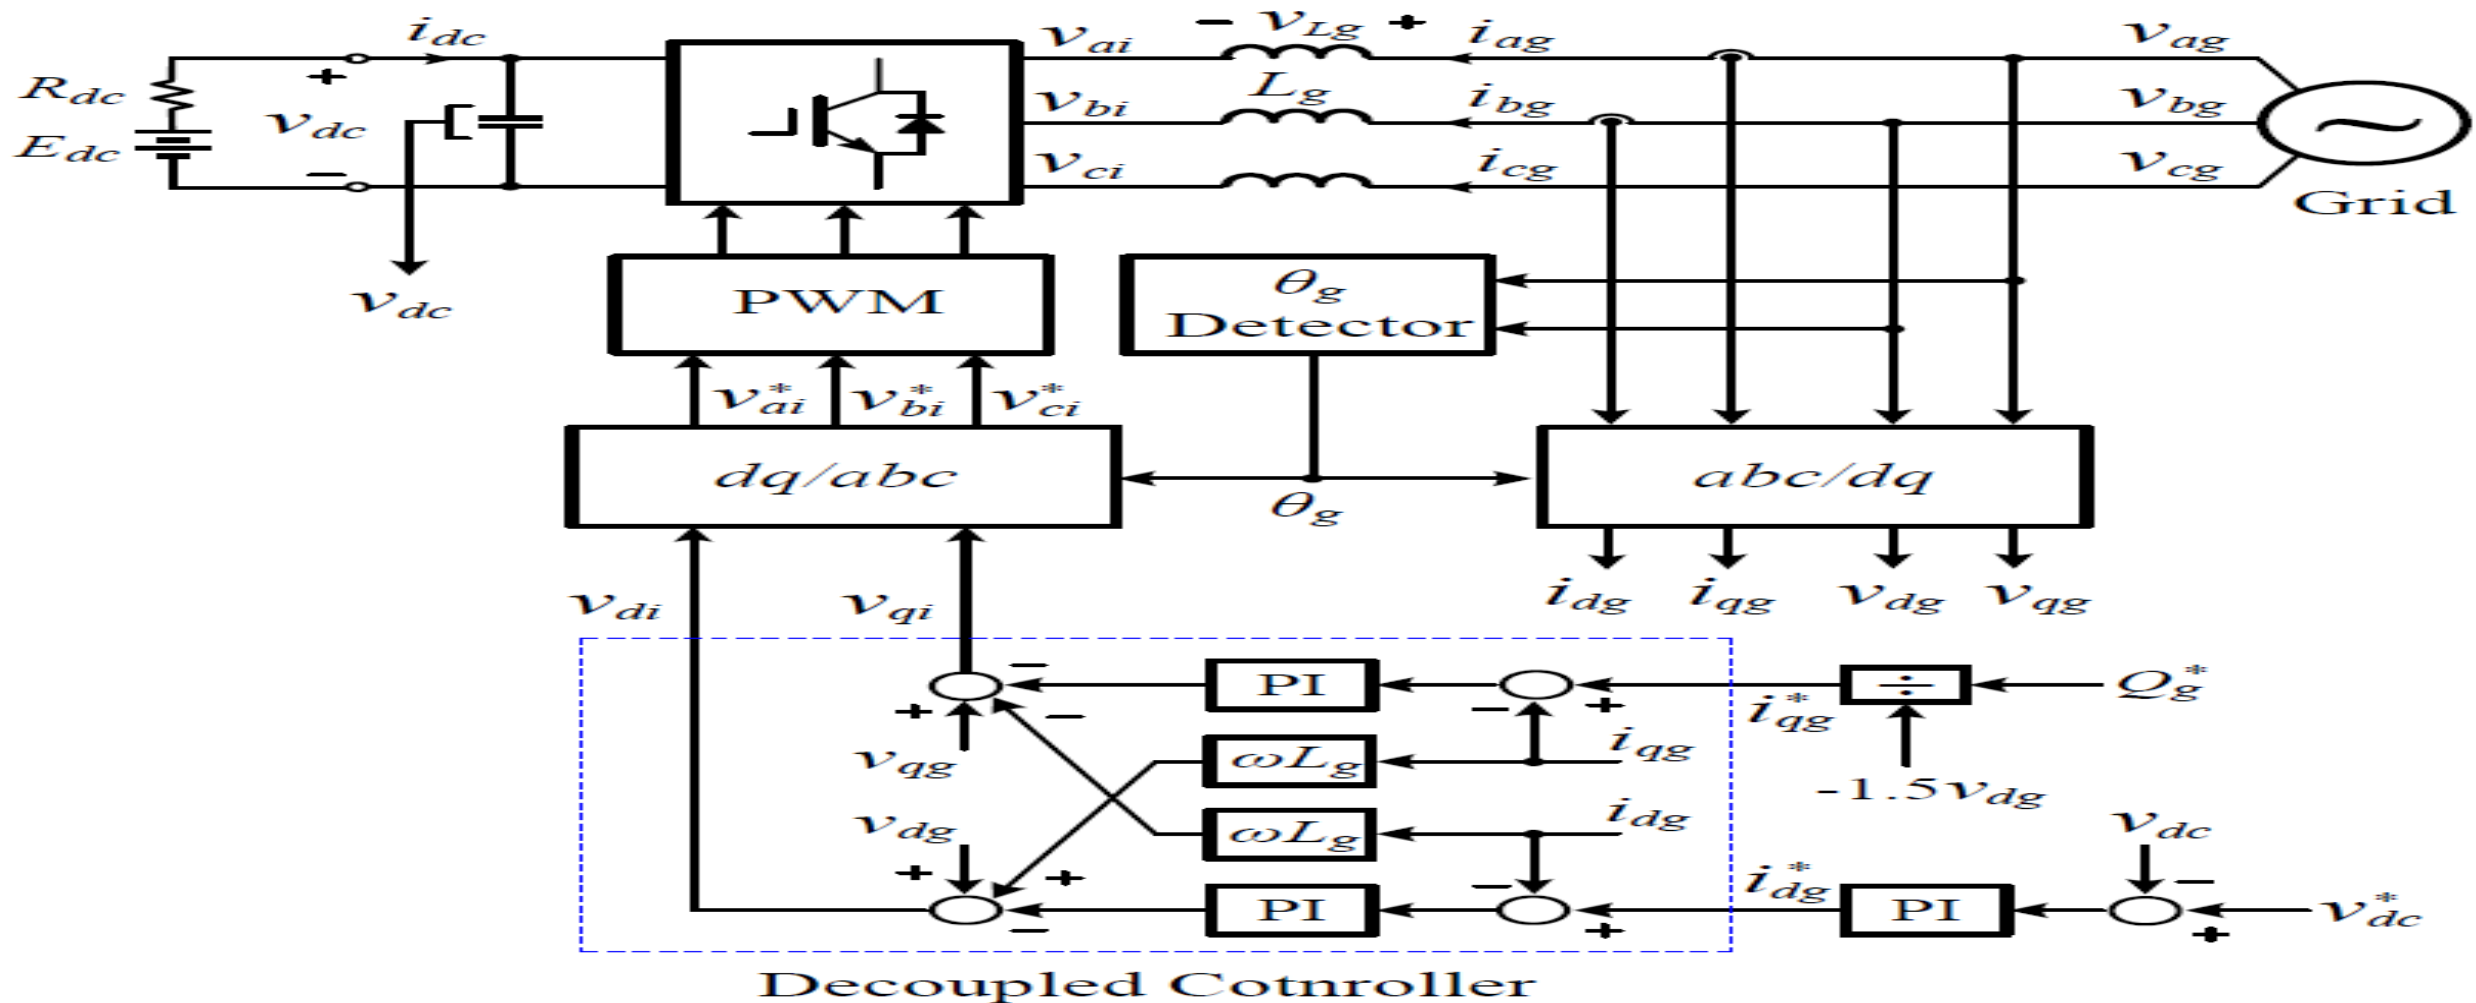 i_dc
v_ai − v_Lg + i_ag v_ag
R_dc + v_dc L_g v_bi i_bg v_bg
E_dc − v_ci i_cg v_cg
Grid
v_dc
PWM
θ_g
Detector
v*_ai v*_bi v*_ci
dq/abc
θ_g
abc/dq
i_dg i_qg v_dg v_qg
v_di v_qi
− PI − + i*_qg ÷ Q*_g
+ −
v_qg ωL_g i_qg
-1.5v_dg
v_dg ωL_g i_dg
v_dc
+ + − −
− PI + i*_dg PI + v*_dc
Decoupled Cotnroller